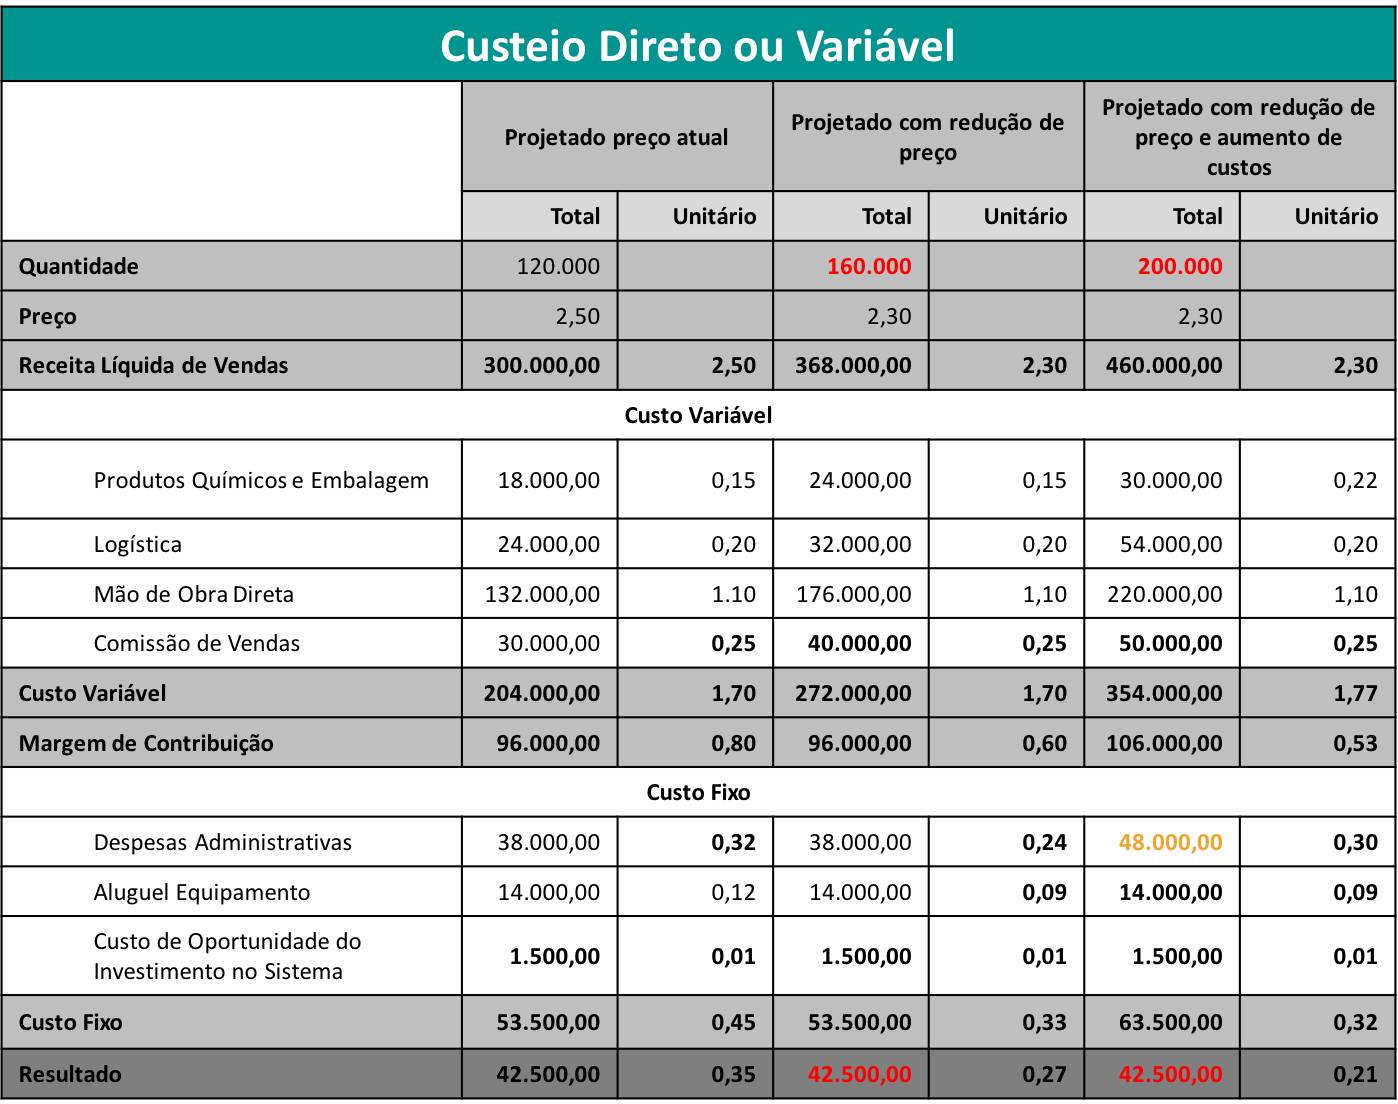 Custeio Direto ou Variável
Projetado preço atual
Projetado com redução de
preço
Projetado com redução de
preço e aumento de
custos
Total Unitário Total Unitário Total Unitário
Quantidade 120.000 160.000 200.000
Preço 2,50 2,30 2,30
Receita Líquida de Vendas 300.000,00 2,50 368.000,00 2,30 460.000,00 2,30
Custo Variável
Produtos Químicos e Embalagem 18.000,00 0,15 24.000,00 0,15 30.000,00 0,22
Logística 24.000,00 0,20 32.000,00 0,20 54.000,00 0,20
Mão de Obra Direta 132.000,00 1.10 176.000,00 1,10 220.000,00 1,10
Comissão de Vendas 30.000,00 0,25 40.000,00 0,25 50.000,00 0,25
Custo Variável 204.000,00 1,70 272.000,00 1,70 354.000,00 1,77
Margem de Contribuição 96.000,00 0,80 96.000,00 0,60 106.000,00 0,53
Custo Fixo
Despesas Administrativas 38.000,00 0,32 38.000,00 0,24 48.000,00 0,30
Aluguel Equipamento 14.000,00 0,12 14.000,00 0,09 14.000,00 0,09
Custo de Oportunidade do
Investimento no Sistema 1.500,00 0,01 1.500,00 0,01 1.500,00 0,01
Custo Fixo 53.500,00 0,45 53.500,00 0,33 63.500,00 0,32
Resultado 42.500,00 0,35 42.500,00 0,27 42.500,00 0,21